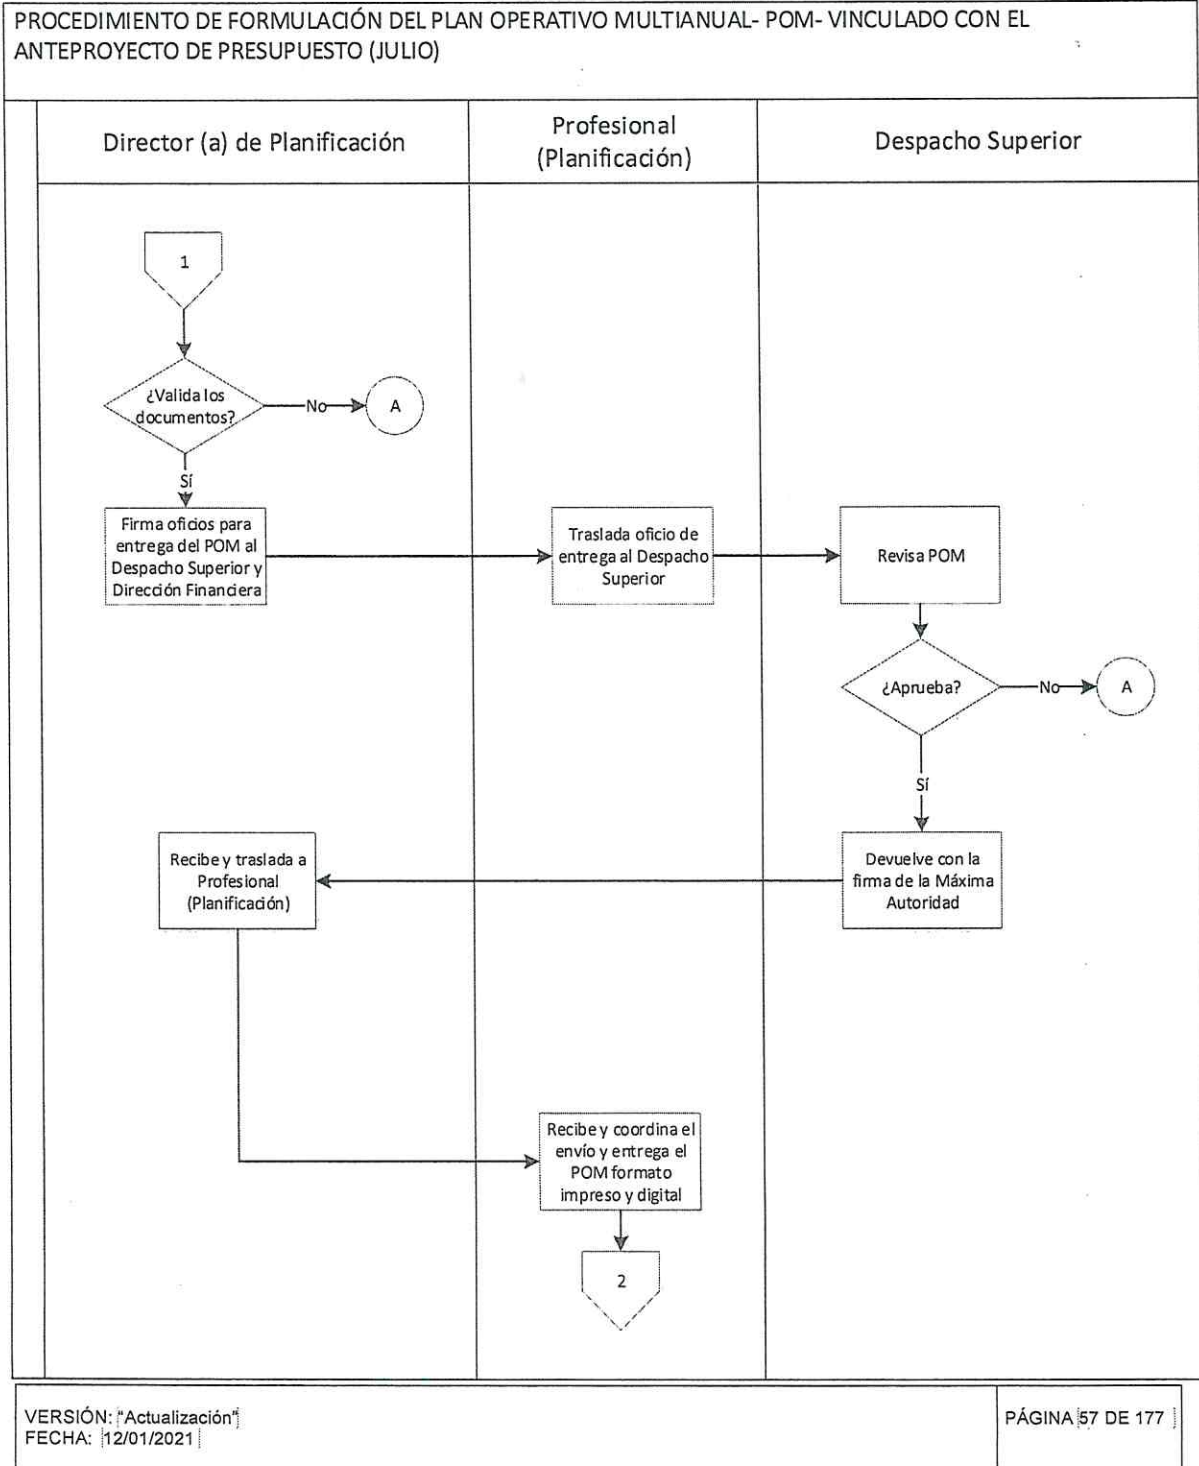 PROCEDIMIENTO DE FORMULACIÓN DEL PLAN OPERATIVO MULTIANUAL- POM- VINCULADO CON EL
ANTEPROYECTO DE PRESUPUESTO (JULIO)
Director (a) de Planificación
Profesional
(Planificación)
Despacho Superior
1
¿Valida los
documentos?
No
A
Sí
Firma oficios para
entrega del POM al
Despacho Superior y
Dirección Financiera
Traslada oficio de
entrega al Despacho
Superior
Revisa POM
¿Aprueba?
No
A
Sí
Devuelve con la
firma de la Máxima
Autoridad
Recibe y traslada a
Profesional
(Planificación)
Recibe y coordina el
envío y entrega el
POM formato
impreso y digital
2
VERSIÓN: "Actualización"
FECHA: 12/01/2021
PÁGINA 57 DE 177